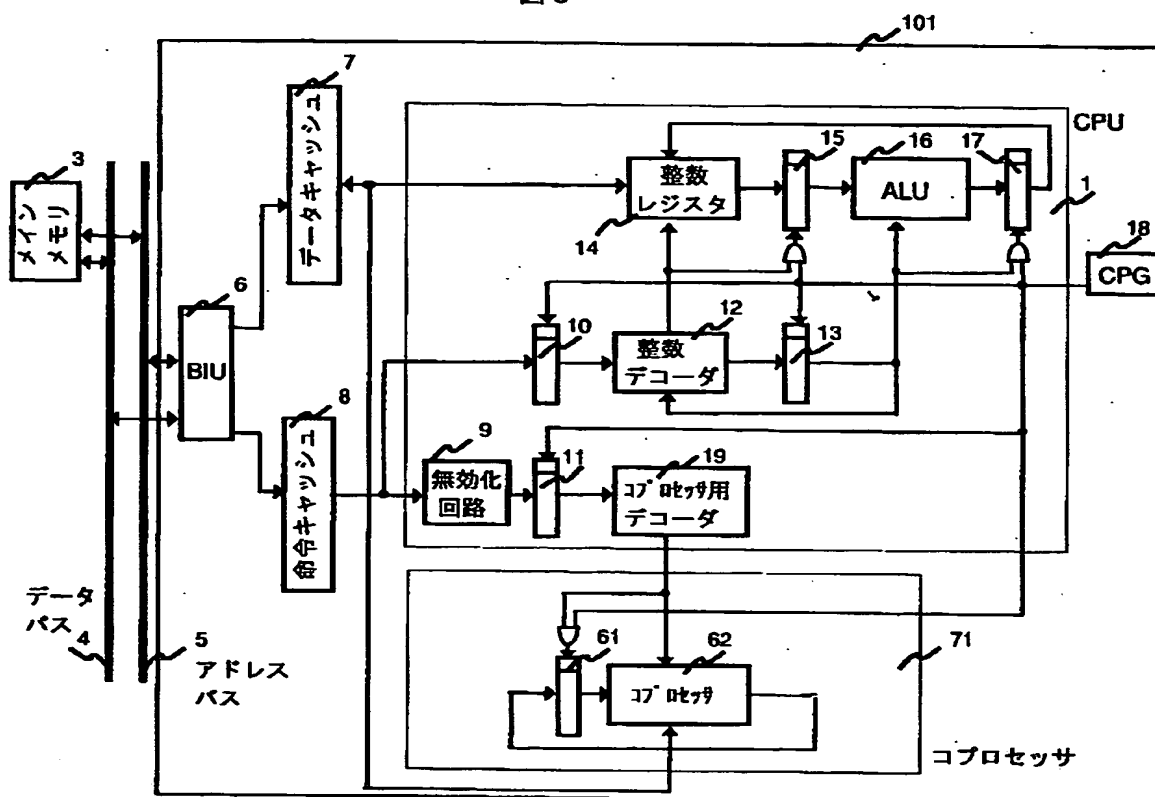 101
7
データキャッシュ
CPU
3
メイン
メモリ
15
16
17
整数
レジスタ
ALU
1
14
18
CPG
6
BIU
10
12
整数
デコーダ
13
8
命令キャッシュ
9
無効化
回路
11
19
コプロセッサ用
デコーダ
データ
バス
4
5
アドレス
バス
61
62
コプロセッサ
71
コプロセッサ